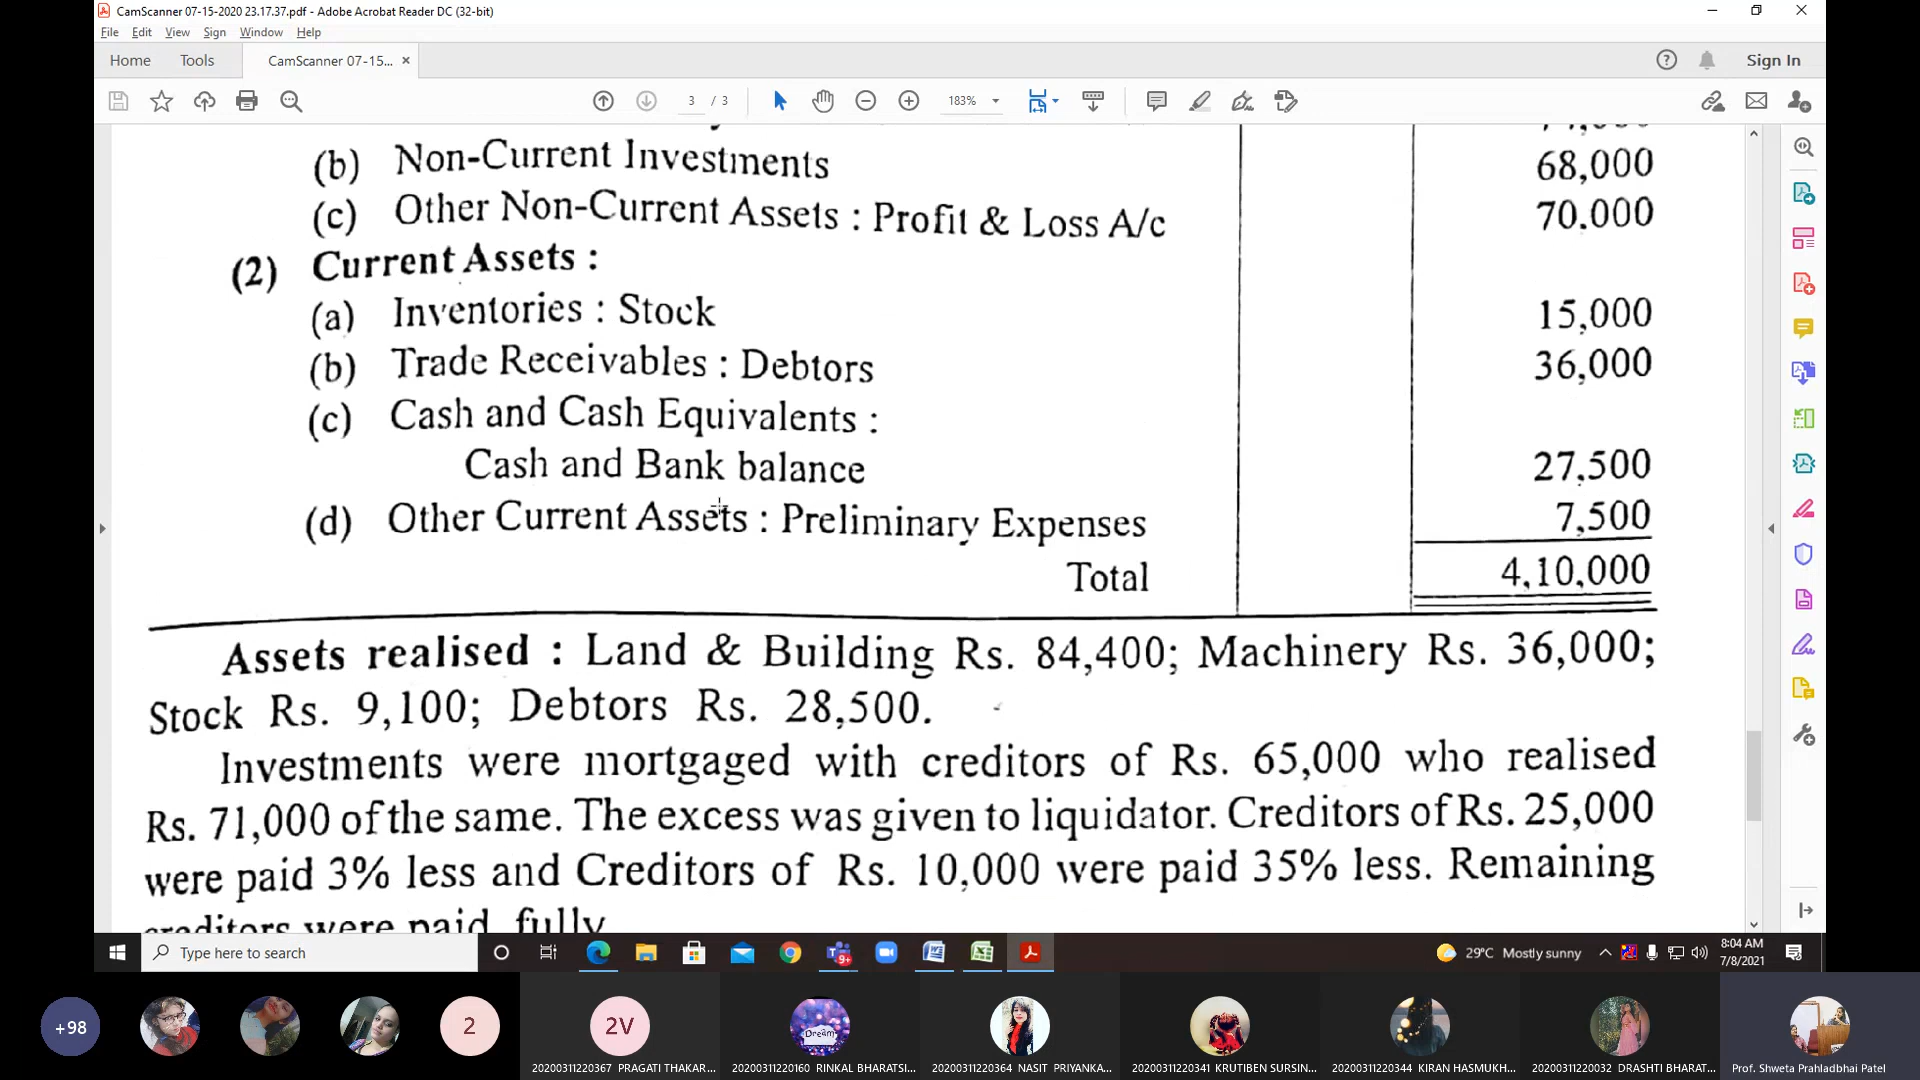 CamScanner 07-15-2020 23.17.37.pdf - Adobe Acrobat Reader DC (32-bit)
File Edit View Sign Window Help
Home Tools CamScanner 07-15... × Sign In
3 / 3 183%
(b) Non-Current Investments 68,000
(c) Other Non-Current Assets : Profit & Loss A/c 70.000
(2) Current Assets :
(a) Inventories : Stock 15,000
(b) Trade Receivables : Debtors 36,000
(c) Cash and Cash Equivalents :
Cash and Bank balance 27,500
(d) Other Current Assets : Preliminary Expenses 7,500
Total 4,10,000
Assets realised : Land & Building Rs. 84,400; Machinery Rs. 36,000;
Stock Rs. 9,100; Debtors Rs. 28,500.
Investments were mortgaged with creditors of Rs. 65,000 who realised
Rs. 71,000 of the same. The excess was given to liquidator. Creditors of Rs. 25,000
were paid 3% less and Creditors of Rs. 10,000 were paid 35% less. Remaining
creditors were paid fully
Type here to search 9+ 29°C Mostly sunny 8:04 AM
7/8/2021
+98 2 2V Dream
20200311220367 PRAGATI THAKAR... 20200311220160 RINKAL BHARATSI... 20200311220364 NASIT PRIYANKA... 20200311220341 KRUTIBEN SURSIN... 20200311220344 KIRAN HASMUKH... 20200311220032 DRASHTI BHARAT... Prof. Shweta Prahladbhai Patel